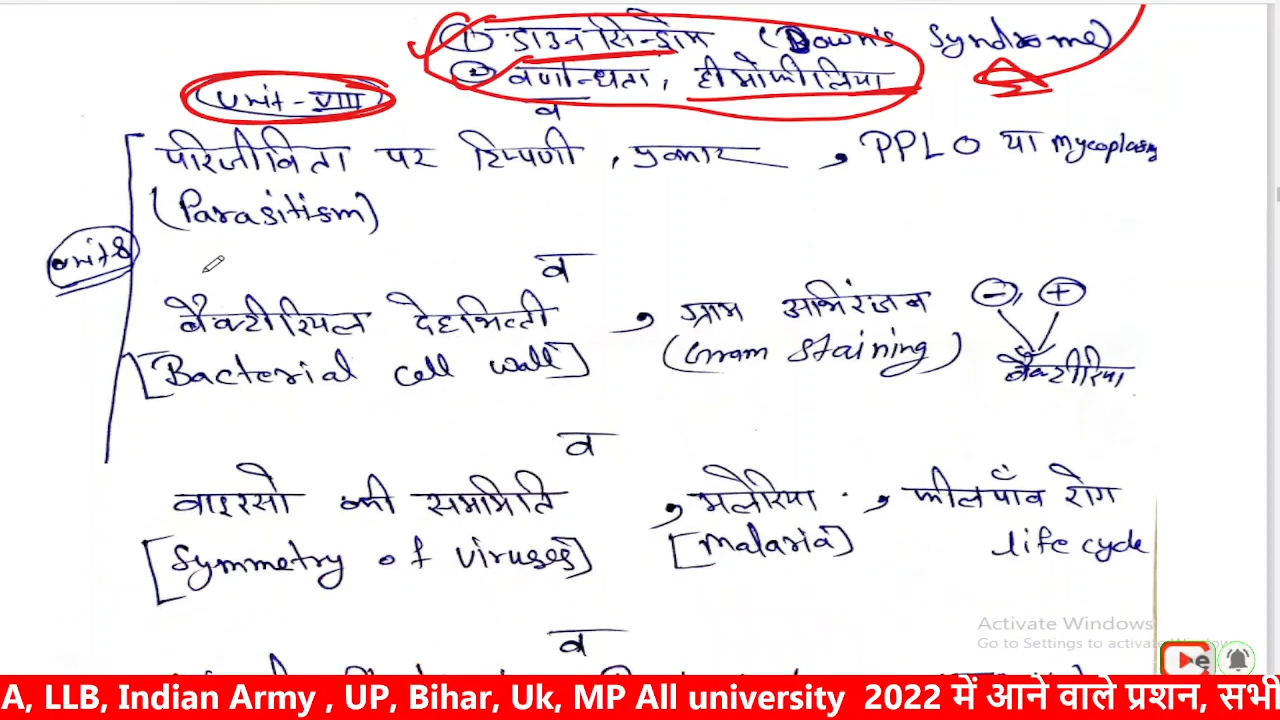 ① डाउन सिन्ड्रोम (Down's Syndrome)
② वर्णान्धता, हीमोफीलिया
Unit-VIII
व
परिजीविता पर टिप्पणी, प्रकार, PPLO या Mycoplasma
(Parasitism)
Unit 8
व
बैक्टीरियल देहभित्ती, ग्राम अभिरंजन ⊖, ⊕
[Bacterial cell wall] (Gram Staining) बैक्टीरिया
व
वाइरसो की सममिति, मलेरिया, फीलपाँव रोग
[Symmetry of viruses] [Malaria] life cycle
Activate Windows
Go to Settings to activate Windows.
व
A, LLB, Indian Army , UP, Bihar, Uk, MP All university 2022 में आने वाले प्रशन, सभी